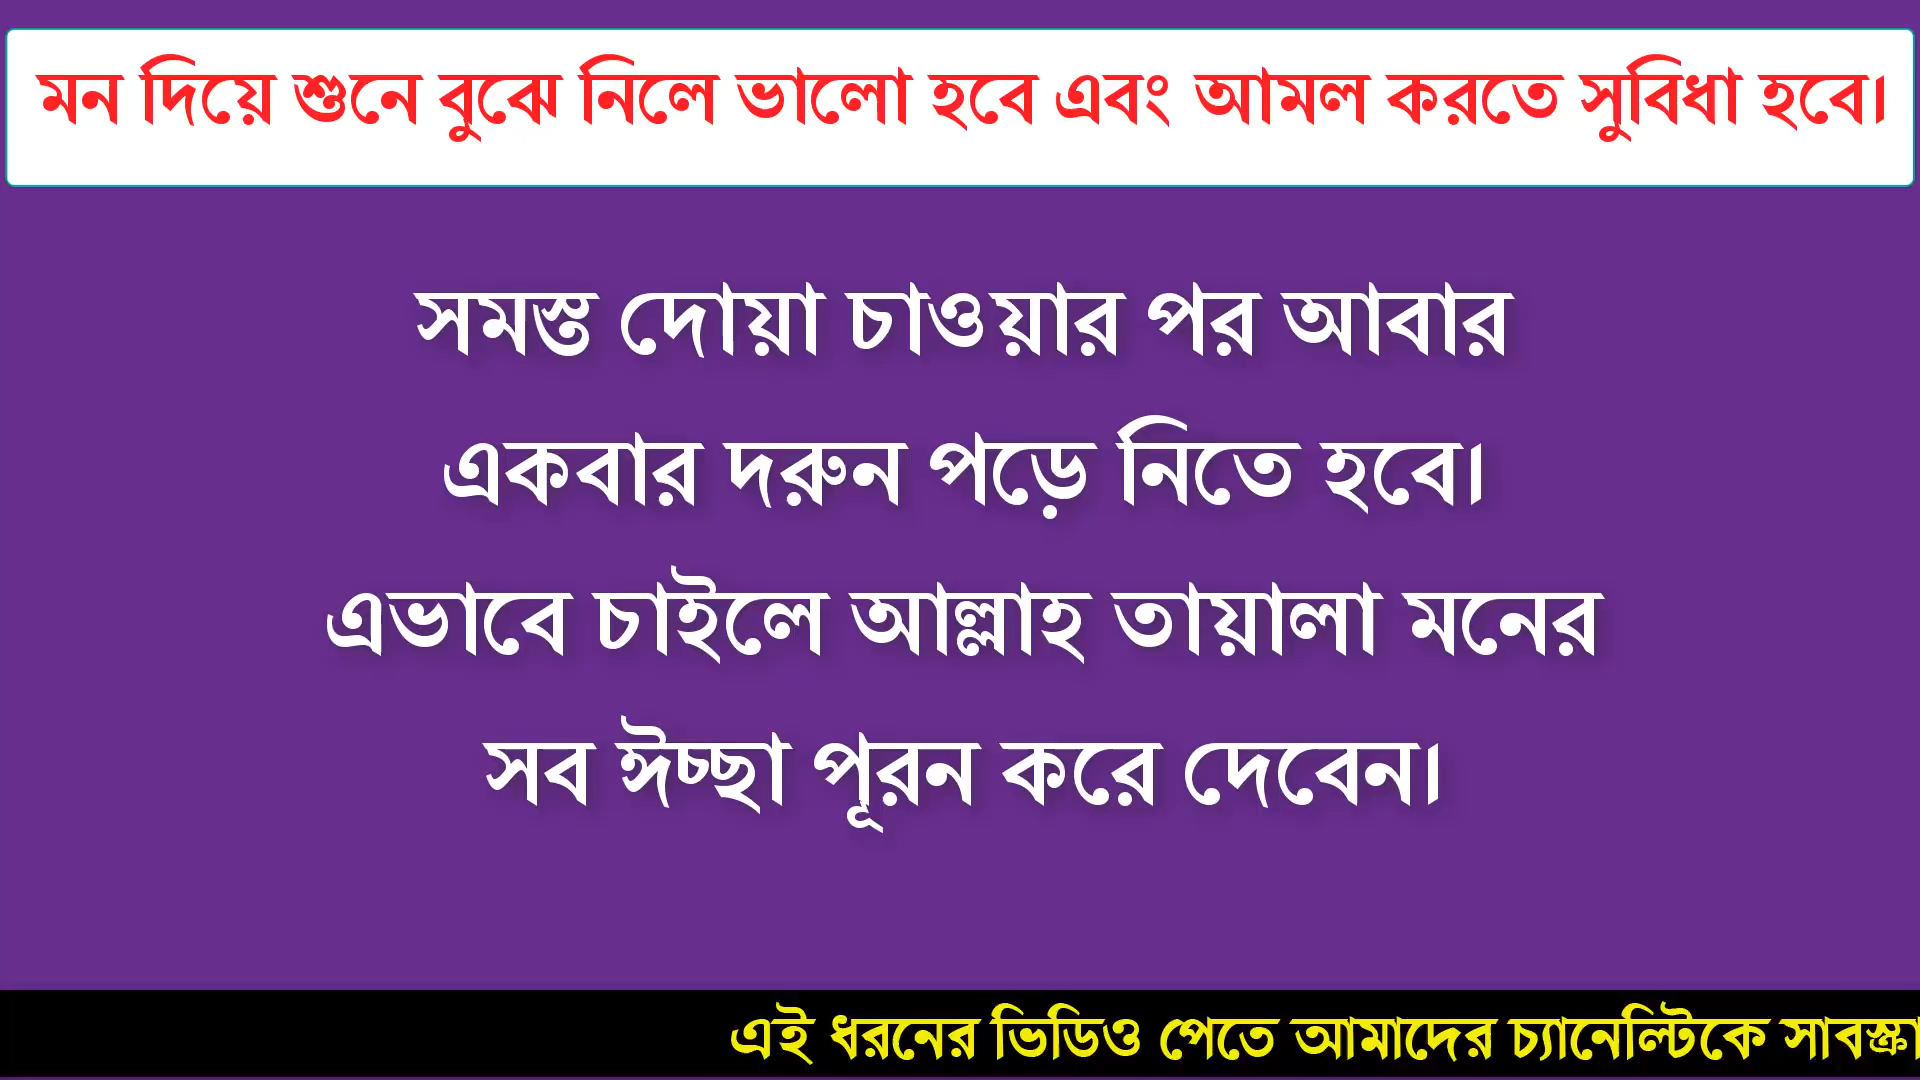 মন দিয়ে শুনে বুঝে নিলে ভালো হবে এবং আমল করতে সুবিধা হবে।
সমস্ত দোয়া চাওয়ার পর আবার
একবার দরুন পড়ে নিতে হবে।
এভাবে চাইলে আল্লাহ তায়ালা মনের
সব ঈচ্ছা পূরন করে দেবেন।
এই ধরনের ভিডিও পেতে আমাদের চ্যানেল্টিকে সাবস্ক্রা